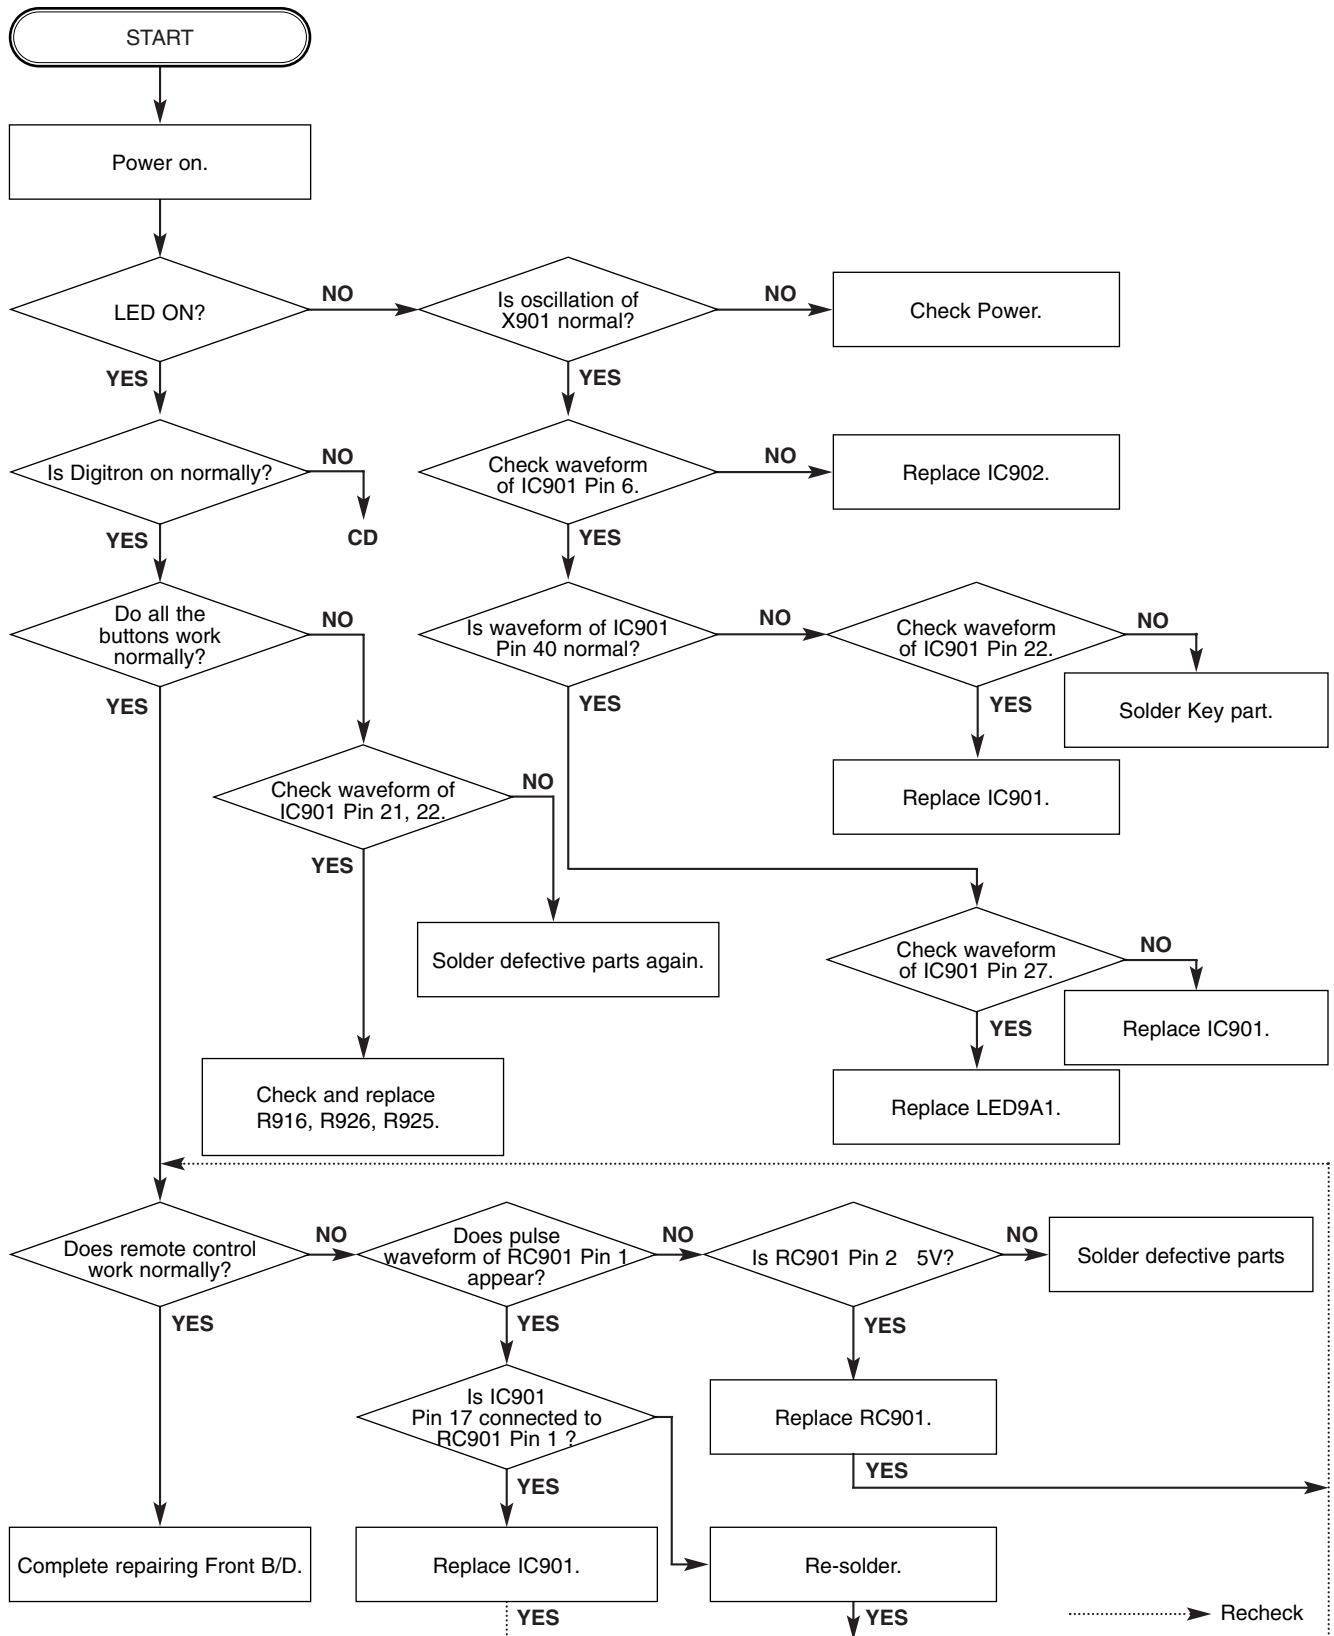 START
Power on.
LED ON?
NO
Is oscillation of
X901 normal?
NO
Check Power.
YES
YES
Is Digitron on normally?
NO
CD
Check waveform
of IC901 Pin 6.
NO
Replace IC902.
YES
YES
Do all the
buttons work
normally?
NO
Is waveform of IC901
Pin 40 normal?
NO
Check waveform
of IC901 Pin 22.
NO
Solder Key part.
YES
YES
YES
Replace IC901.
Check waveform of
IC901 Pin 21, 22.
NO
YES
Solder defective parts again.
Check waveform
of IC901 Pin 27.
NO
Replace IC901.
YES
Check and replace
R916, R926, R925.
Replace LED9A1.
Does remote control
work normally?
NO
Does pulse
waveform of RC901 Pin 1
appear?
NO
Is RC901 Pin 2 5V?
NO
Solder defective parts
YES
YES
YES
Is IC901
Pin 17 connected to
RC901 Pin 1 ?
Replace RC901.
YES
YES
Complete repairing Front B/D.
Replace IC901.
Re-solder.
YES
YES
Recheck